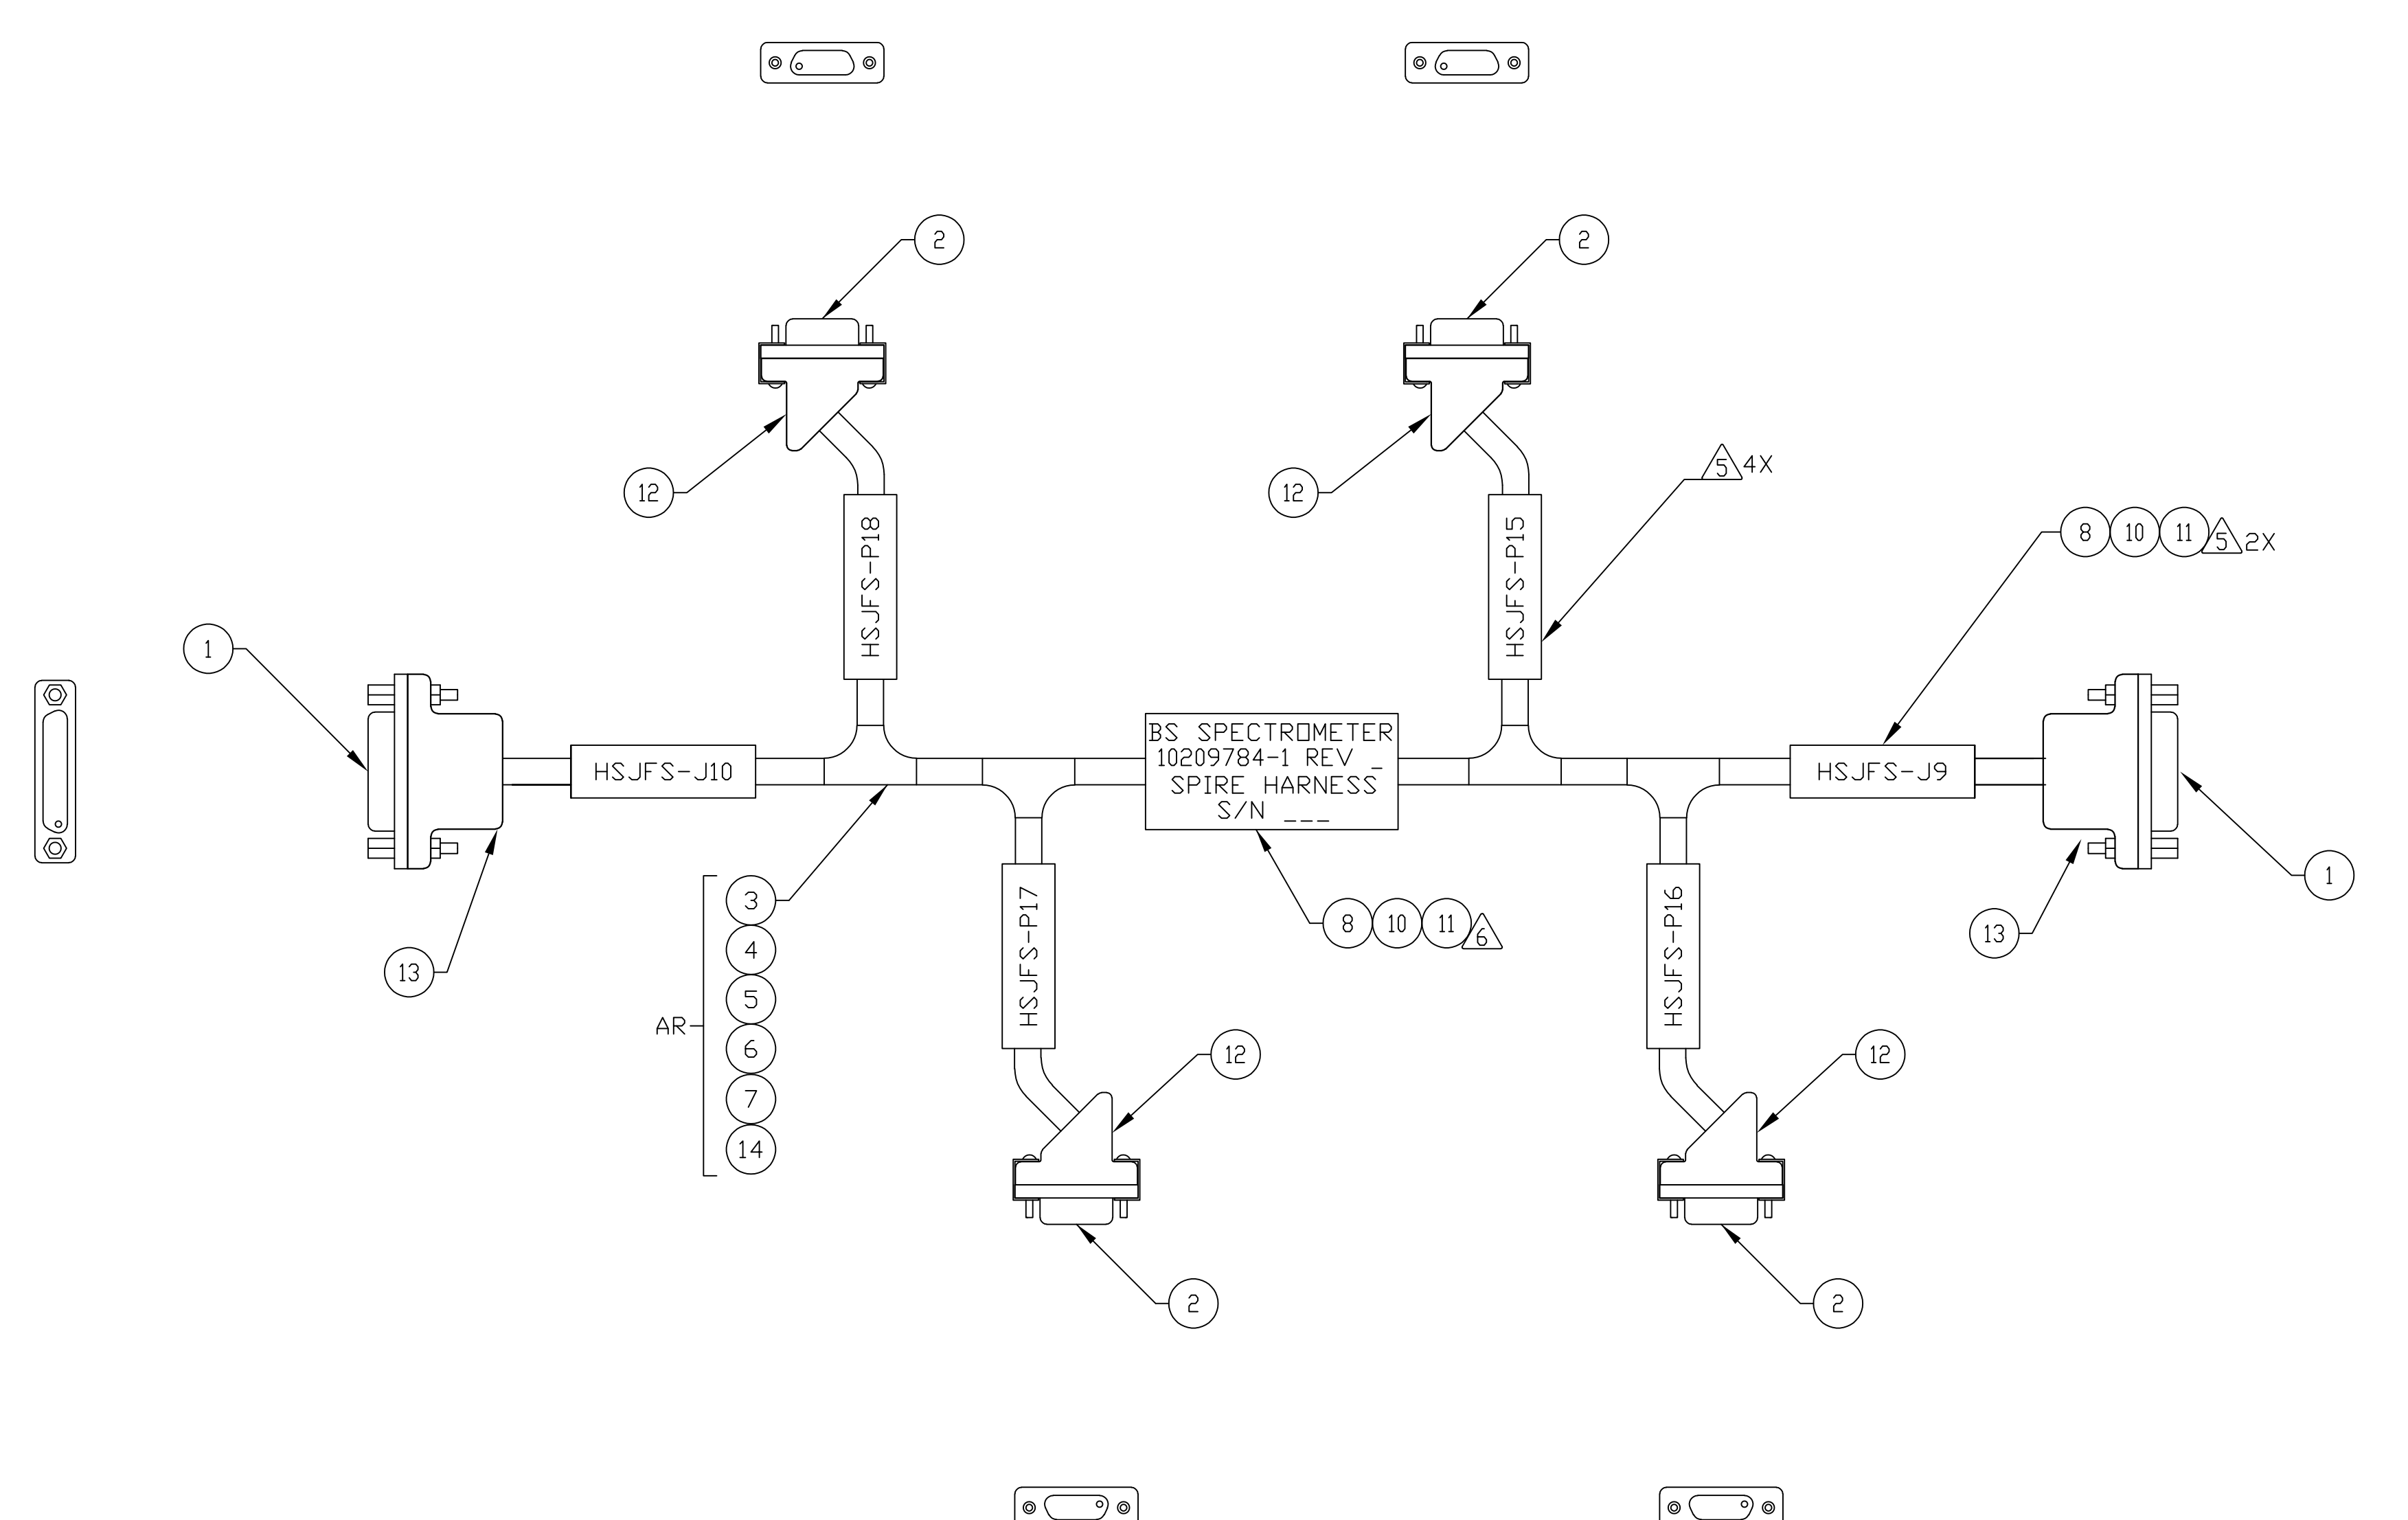 2
2
12
HSJFS-P18
12
HSJFS-P15
5 4X
8 10 11 5 2X
1
HSJFS-J10
BS SPECTROMETER
10209784-1 REV _
SPIRE HARNESS
S/N ___
HSJFS-J9
1
13
AR
3
4
5
6
7
14
HSJFS-P17
8 10 11 6
HSJFS-P16
13
12
12
2
2